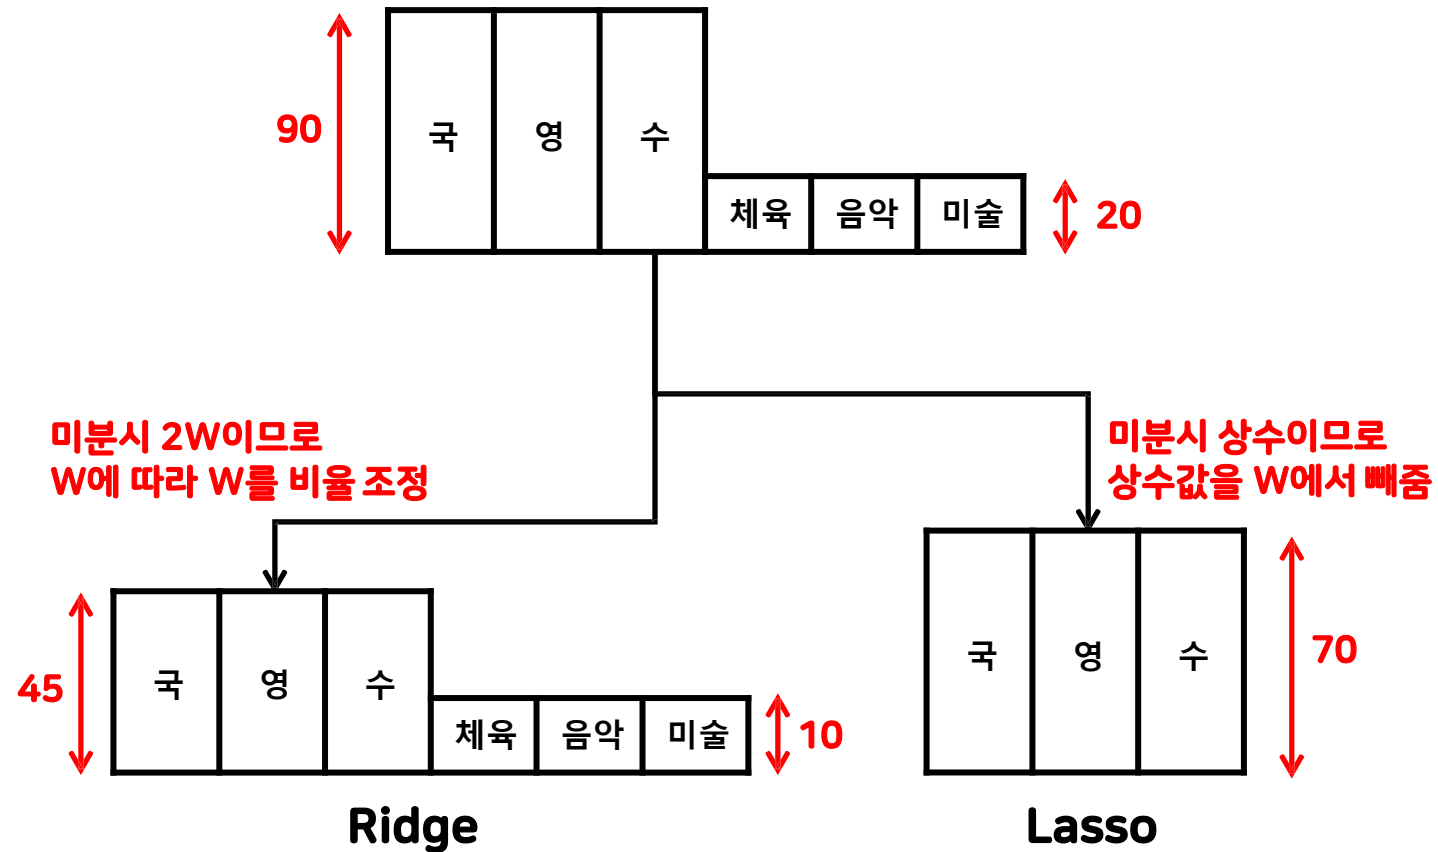 90
국 영 수
체육 음악 미술
20
미분시 2W이므로
W에 따라 W를 비율 조정
미분시 상수이므로
상수값을 W에서 빼줌
45
국 영 수
체육 음악 미술
10
Ridge
국 영 수
70
Lasso